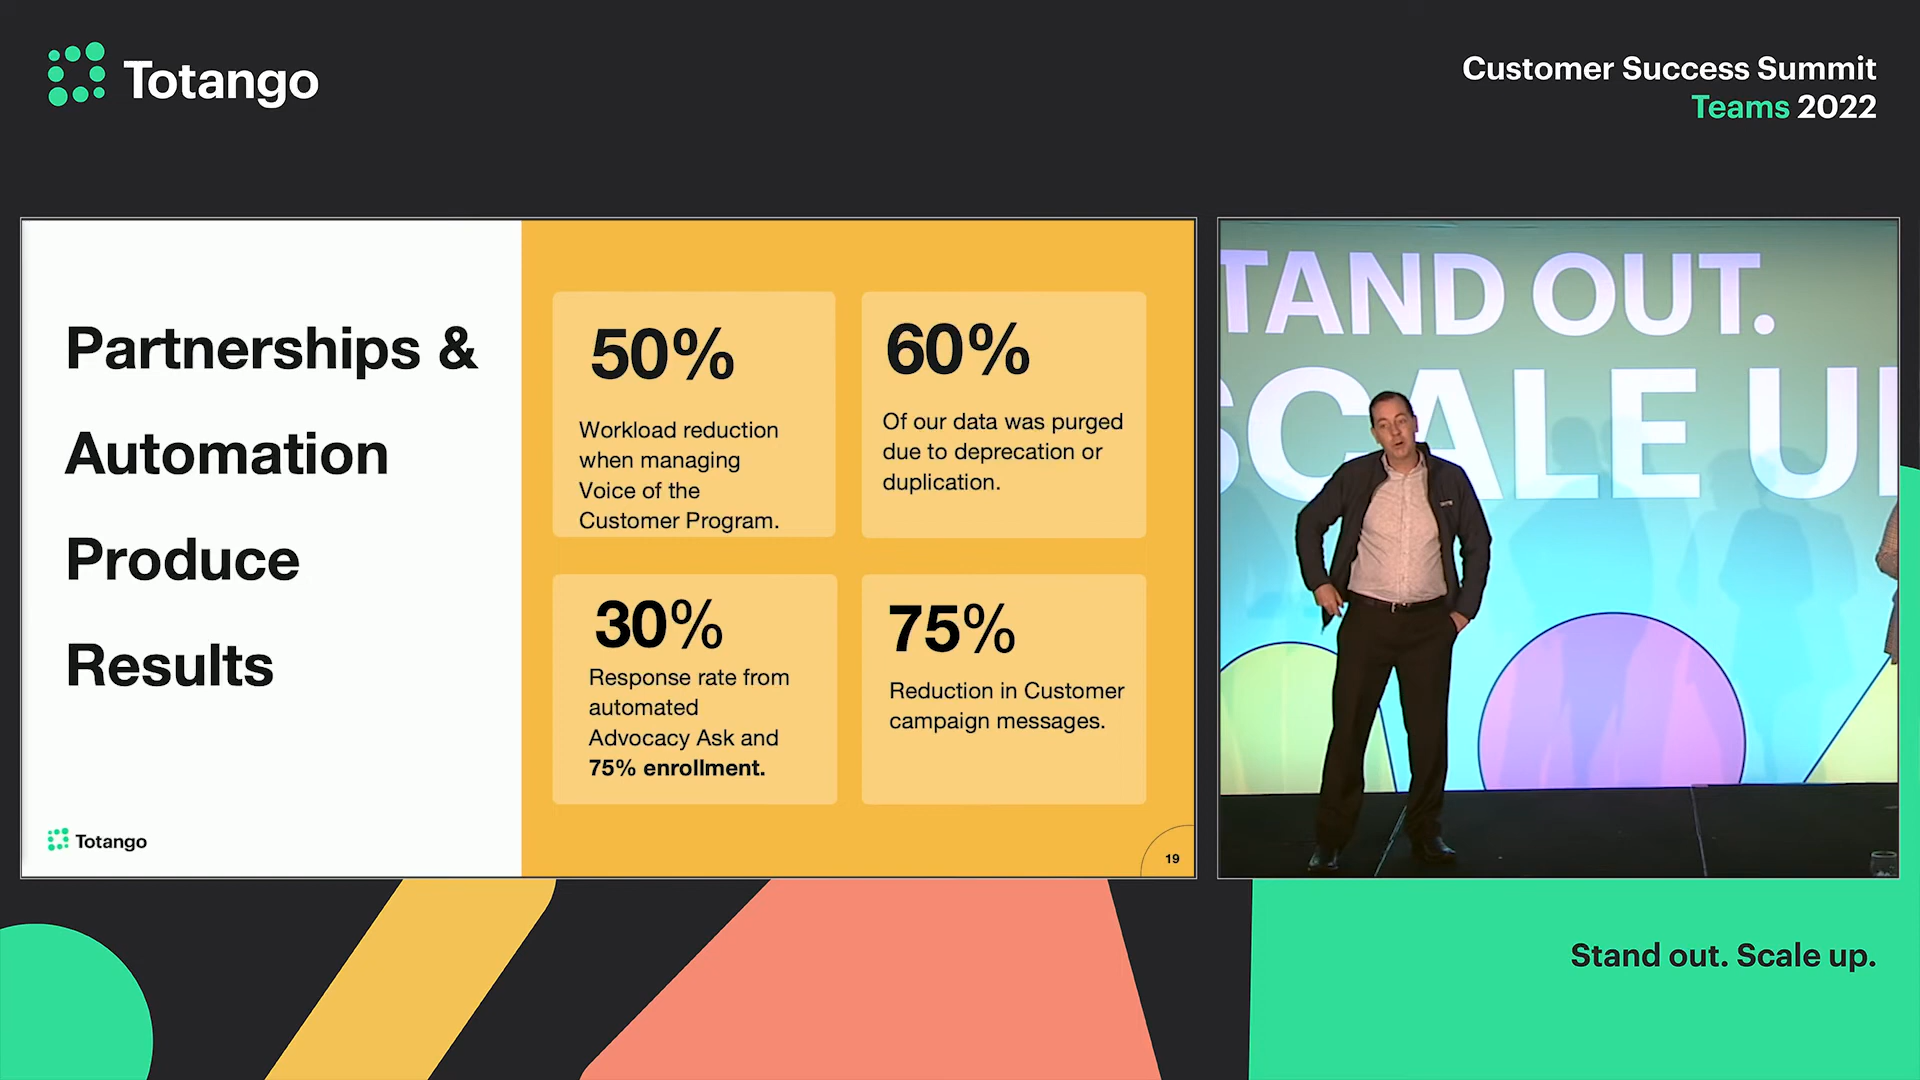 Totango
Customer Success Summit
Teams 2022
Partnerships &
Automation
Produce
Results
Totango
50%
Workload reduction
when managing
Voice of the
Customer Program.
60%
Of our data was purged
due to deprecation or
duplication.
30%
Response rate from
automated
Advocacy Ask and
75% enrollment.
75%
Reduction in Customer
campaign messages.
19
TAND OUT.
SCALE U
Stand out. Scale up.